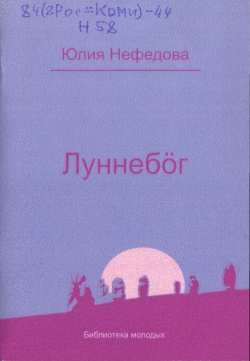 84(2Рос=Коми)-44
Н 58
Юлия Нефедова
Луннебӧг
Библиотека молодых